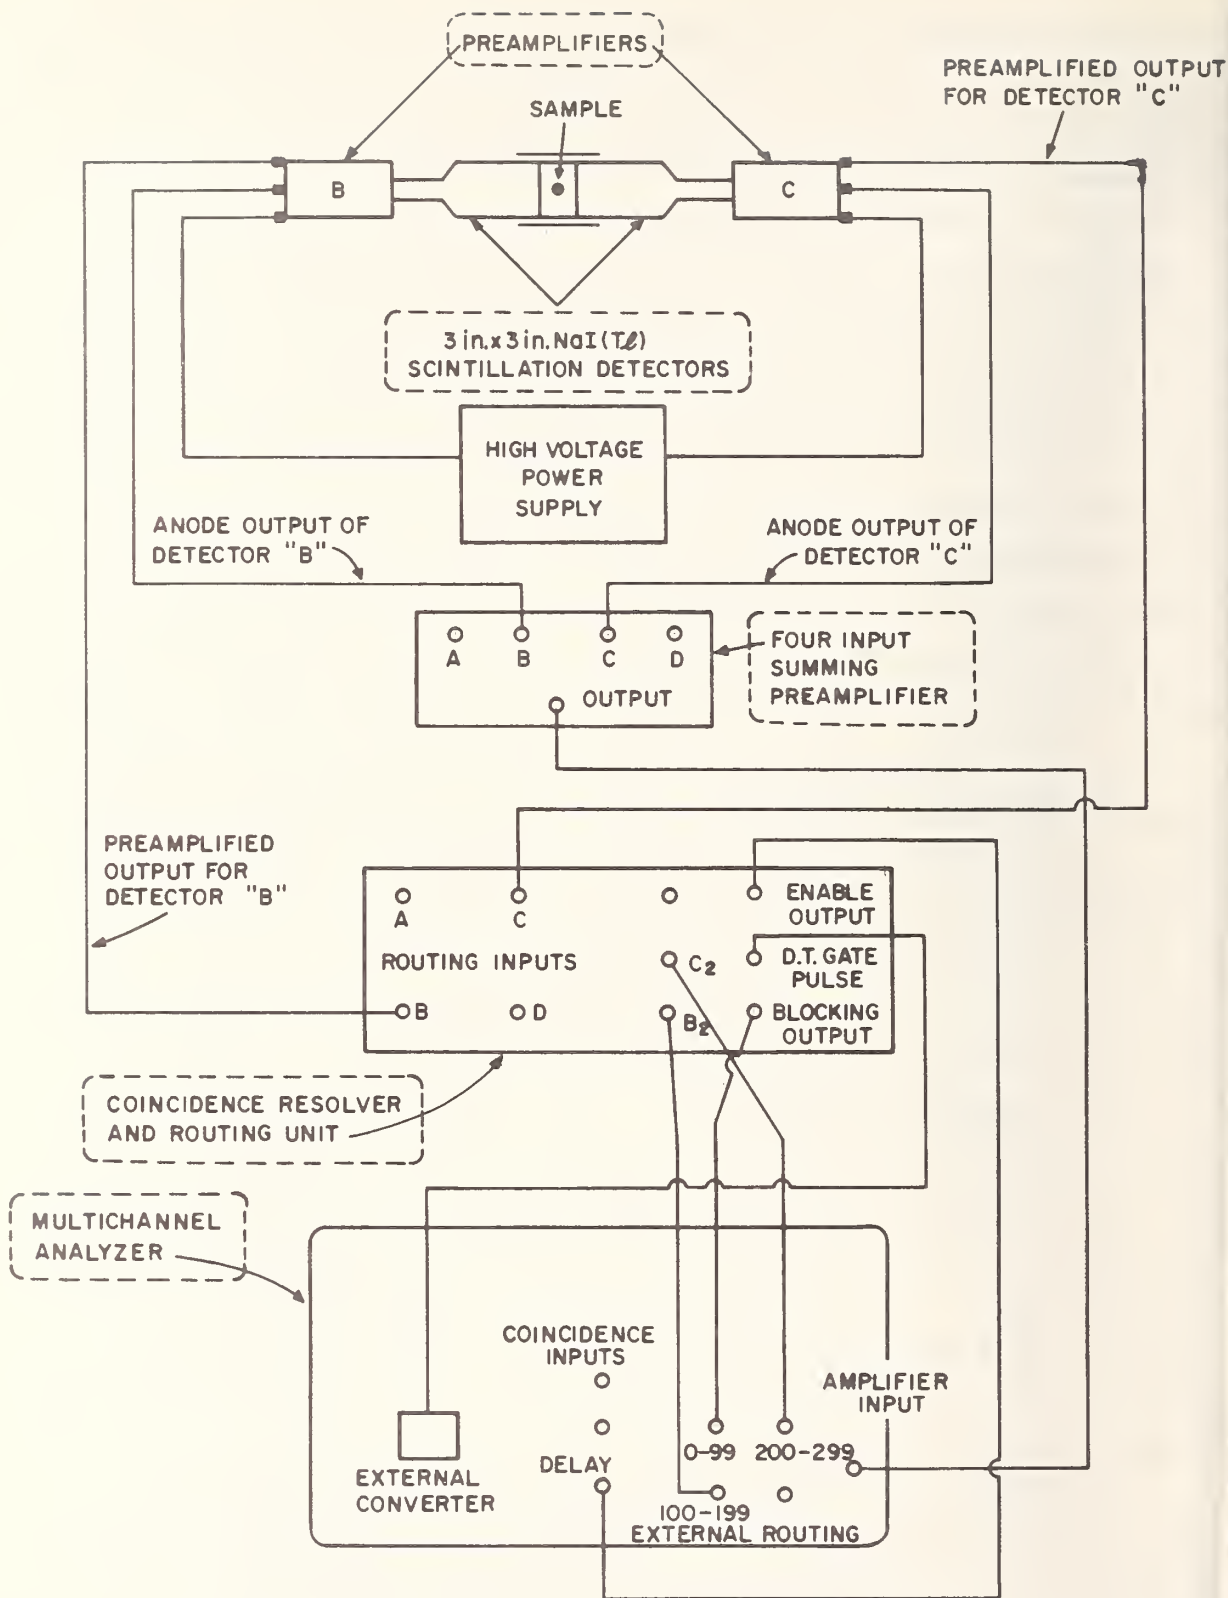 PREAMPLIFIERS
PREAMPLIFIED OUTPUT
FOR DETECTOR "C"
SAMPLE
B
C
3 in. x 3 in. NaI(Tℓ)
SCINTILLATION DETECTORS
HIGH VOLTAGE
POWER
SUPPLY
ANODE OUTPUT OF
DETECTOR "B"
ANODE OUTPUT OF
DETECTOR "C"
A B C D
OUTPUT
FOUR INPUT
SUMMING
PREAMPLIFIER
PREAMPLIFIED
OUTPUT FOR
DETECTOR "B"
A C
ENABLE
OUTPUT
ROUTING INPUTS
C2
D.T. GATE
PULSE
B D B2
BLOCKING
OUTPUT
COINCIDENCE RESOLVER
AND ROUTING UNIT
MULTICHANNEL
ANALYZER
COINCIDENCE
INPUTS
AMPLIFIER
INPUT
0-99 200-299
DELAY
EXTERNAL
CONVERTER
100-199
EXTERNAL ROUTING